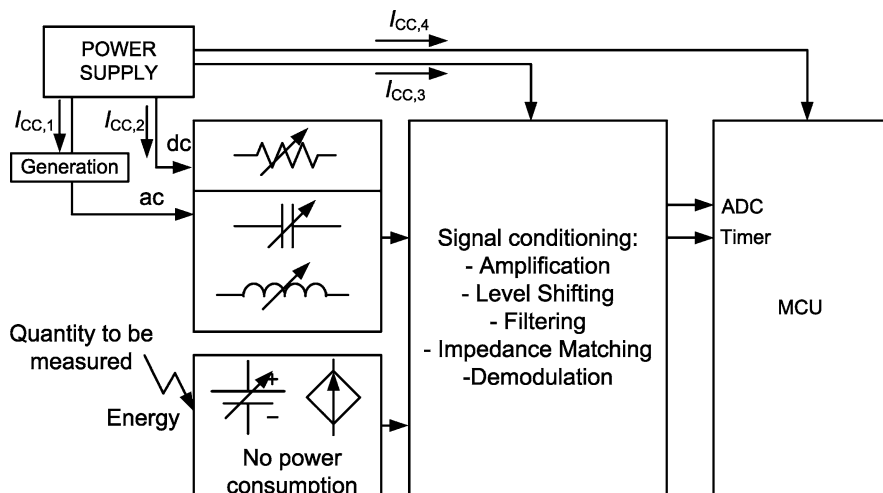 POWER
SUPPLY
I_CC,4
I_CC,3
I_CC,1
I_CC,2
dc
Generation
ac
Signal conditioning:
- Amplification
- Level Shifting
- Filtering
- Impedance Matching
-Demodulation
ADC
Timer
MCU
Quantity to be
measured
Energy
+
−
No power
consumption